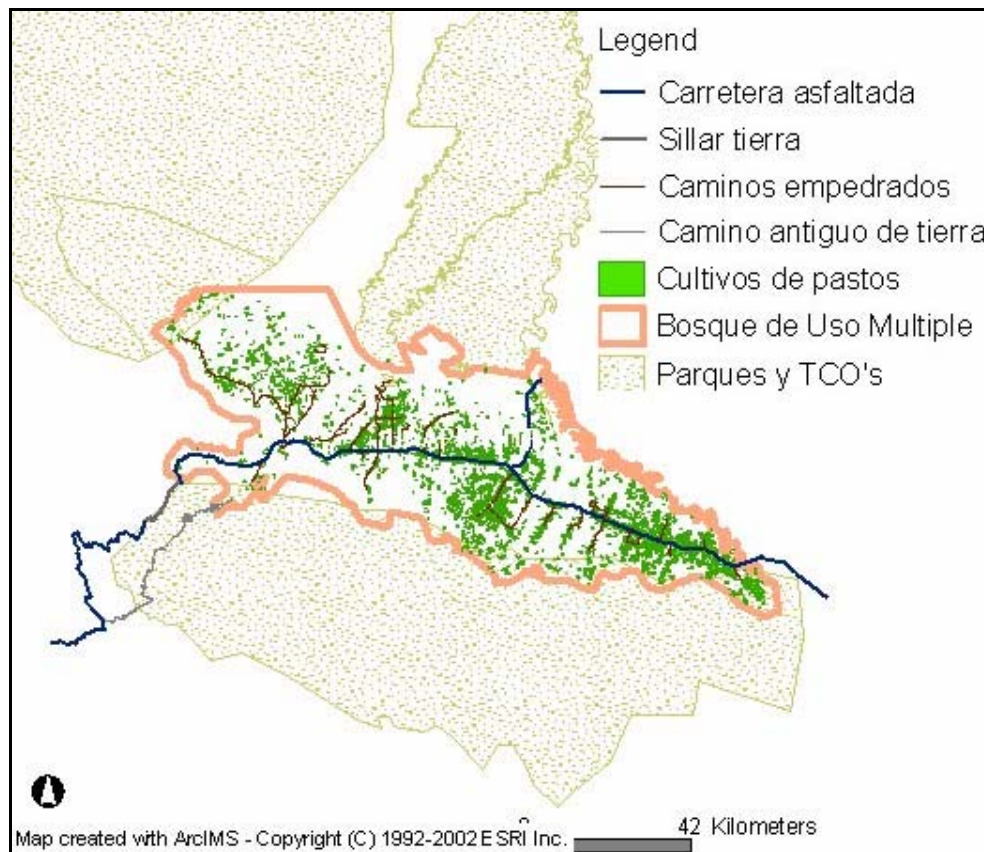 Legend
Carretera asfaltada
Sillar tierra
Caminos empedrados
Camino antiguo de tierra
Cultivos de pastos
Bosque de Uso Multiple
Parques y TCO's
42 Kilometers
Map created with ArcIMS - Copyright (C) 1992-2002 ESRI Inc.